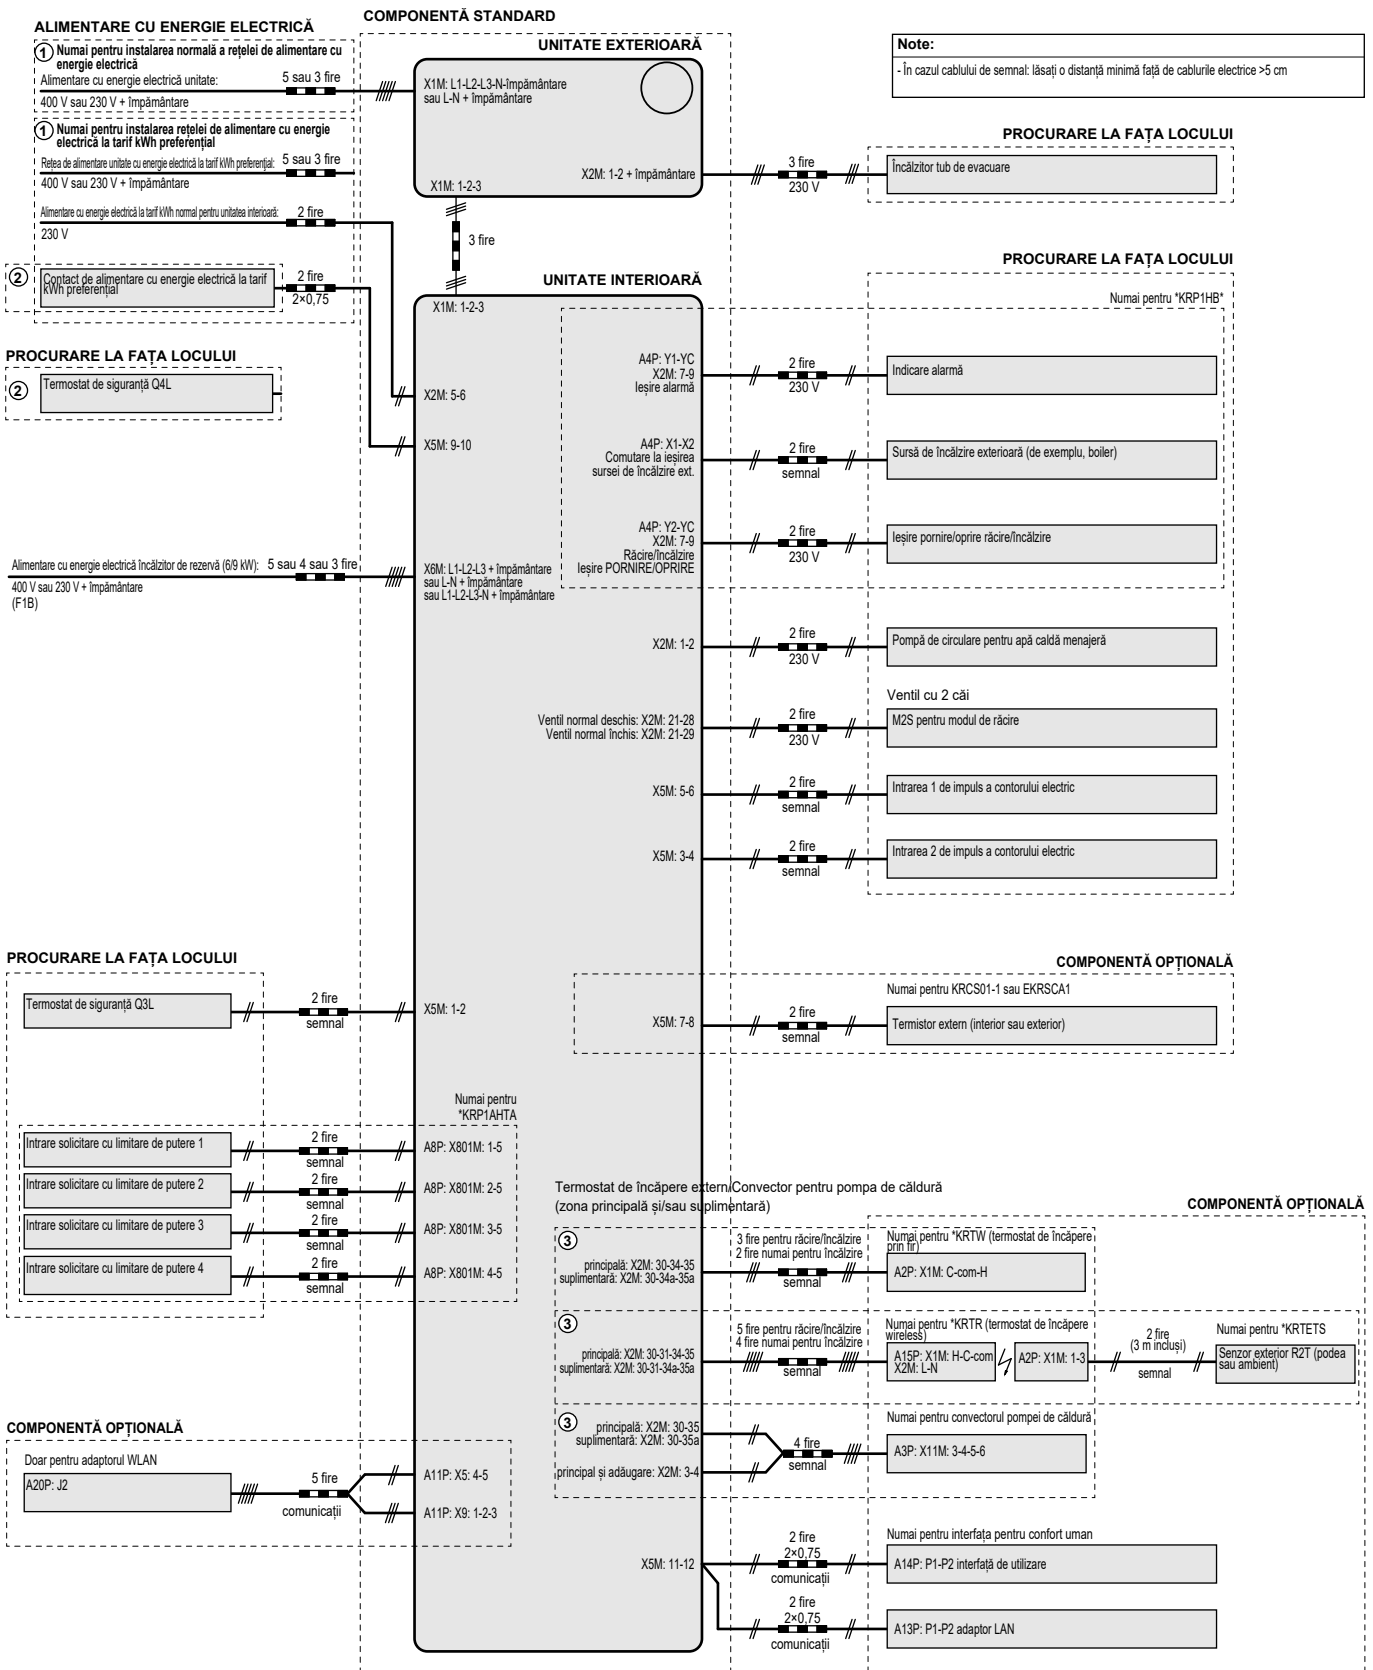 COMPONENTĂ STANDARD
ALIMENTARE CU ENERGIE ELECTRICĂ
1 Numai pentru instalarea normală a rețelei de alimentare cu
energie electrică
Alimentare cu energie electrică unitate:
5 sau 3 fire
400 V sau 230 V + împământare
1 Numai pentru instalarea rețelei de alimentare cu energie
electrică la tarif kWh preferențial
Rețea de alimentare unitate cu energie electrică la tarif kWh preferențial:
5 sau 3 fire
400 V sau 230 V + împământare
Alimentare cu energie electrică la tarif kWh normal pentru unitatea interioară:
2 fire
230 V
2
Contact de alimentare cu energie electrică la tarif
kWh preferențial
2 fire
2×0,75
PROCURARE LA FAȚA LOCULUI
2
Termostat de siguranță Q4L
UNITATE EXTERIOARĂ
X1M: L1-L2-L3-N-împământare
sau L-N + împământare
X2M: 1-2 + împământare
X1M: 1-2-3
3 fire
Note:
- În cazul cablului de semnal: lăsați o distanță minimă față de cablurile electrice >5 cm
PROCURARE LA FAȚA LOCULUI
3 fire
230 V
Încălzitor tub de evacuare
UNITATE INTERIOARĂ
X1M: 1-2-3
PROCURARE LA FAȚA LOCULUI
Numai pentru *KRP1HB*
X2M: 5-6
X5M: 9-10
A4P: Y1-YC
X2M: 7-9
Ieșire alarmă
2 fire
230 V
Indicare alarmă
A4P: X1-X2
Comutare la ieșirea
sursei de încălzire ext.
2 fire
semnal
Sursă de încălzire exterioară (de exemplu, boiler)
A4P: Y2-YC
X2M: 7-9
Răcire/încălzire
Ieșire PORNIRE/OPRIRE
2 fire
230 V
Ieșire pornire/oprire răcire/încălzire
Alimentare cu energie electrică încălzitor de rezervă (6/9 kW):
5 sau 4 sau 3 fire
400 V sau 230 V + împământare
(F1B)
X6M: L1-L2-L3 + împământare
sau L-N + împământare
sau L1-L2-L3-N + împământare
X2M: 1-2
2 fire
230 V
Pompă de circulare pentru apă caldă menajeră
Ventil cu 2 căi
Ventil normal deschis: X2M: 21-28
Ventil normal închis: X2M: 21-29
2 fire
230 V
M2S pentru modul de răcire
X5M: 5-6
2 fire
semnal
Intrarea 1 de impuls a contorului electric
X5M: 3-4
2 fire
semnal
Intrarea 2 de impuls a contorului electric
PROCURARE LA FAȚA LOCULUI
Termostat de siguranță Q3L
2 fire
semnal
X5M: 1-2
COMPONENTĂ OPȚIONALĂ
Numai pentru KRCS01-1 sau EKRSCA1
X5M: 7-8
2 fire
semnal
Termistor extern (interior sau exterior)
Numai pentru
*KRP1AHTA
Intrare solicitare cu limitare de putere 1
2 fire
semnal
A8P: X801M: 1-5
Intrare solicitare cu limitare de putere 2
2 fire
semnal
A8P: X801M: 2-5
Intrare solicitare cu limitare de putere 3
2 fire
semnal
A8P: X801M: 3-5
Intrare solicitare cu limitare de putere 4
2 fire
semnal
A8P: X801M: 4-5
Termostat de încăpere extern/Convector pentru pompa de căldură
(zona principală și/sau suplimentară)
COMPONENTĂ OPȚIONALĂ
3
principală: X2M: 30-34-35
suplimentară: X2M: 30-34a-35a
3 fire pentru răcire/încălzire
2 fire numai pentru încălzire
semnal
Numai pentru *KRTW (termostat de încăpere
prin fir)
A2P: X1M: C-com-H
3
principală: X2M: 30-31-34-35
suplimentară: X2M: 30-31-34a-35a
5 fire pentru răcire/încălzire
4 fire numai pentru încălzire
semnal
Numai pentru *KRTR (termostat de încăpere
wireless)
A15P: X1M: H-C-com
X2M: L-N
A2P: X1M: 1-3
2 fire
(3 m incluși)
semnal
Numai pentru *KRTETS
Senzor exterior R2T (podea
sau ambient)
3
principală: X2M: 30-35
suplimentară: X2M: 30-35a
principal și adăugare: X2M: 3-4
4 fire
semnal
Numai pentru convectorul pompei de căldură
A3P: X11M: 3-4-5-6
COMPONENTĂ OPȚIONALĂ
Doar pentru adaptorul WLAN
A20P: J2
5 fire
comunicații
A11P: X5: 4-5
A11P: X9: 1-2-3
X5M: 11-12
2 fire
2×0,75
comunicații
Numai pentru interfața pentru confort uman
A14P: P1-P2 interfață de utilizare
2 fire
2×0,75
comunicații
A13P: P1-P2 adaptor LAN